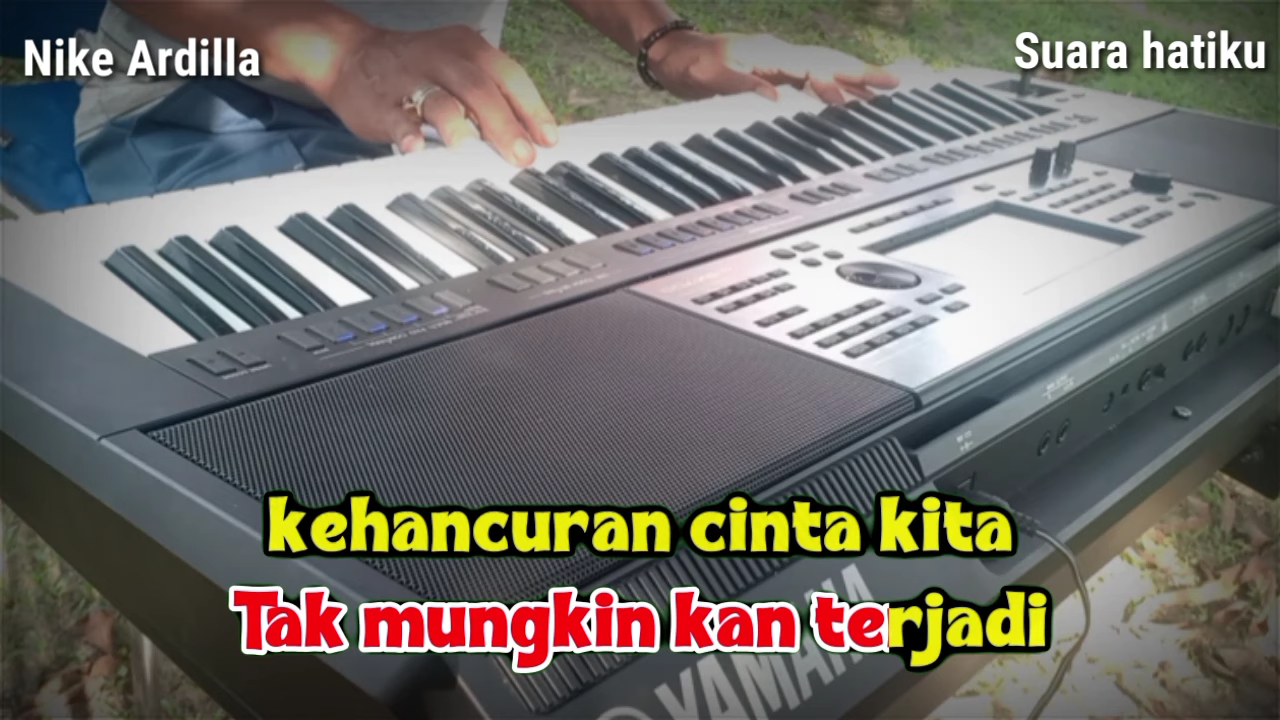 Nike Ardilla
Suara hatiku
kehancuran cinta kita
Tak mungkin kan terjadi
YAMAHA